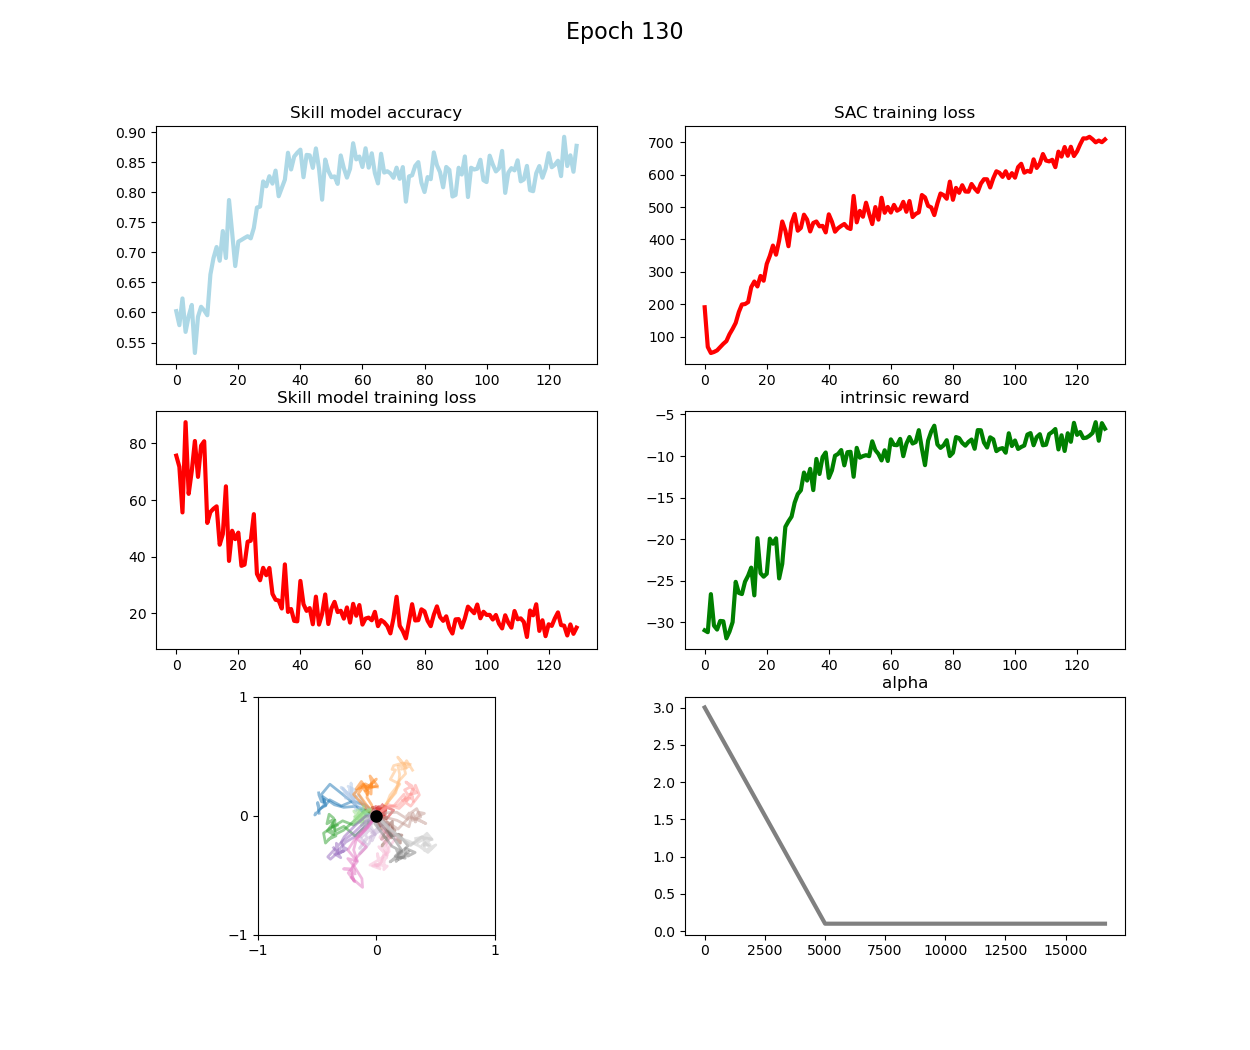 Epoch 130
Skill model accuracy
0.90
0.85
0.80
0.75
0.70
0.65
0.60
0.55
0 20 40 60 80 100 120
SAC training loss
700
600
500
400
300
200
100
0 20 40 60 80 100 120
Skill model training loss
80
60
40
20
0 20 40 60 80 100 120
intrinsic reward
−5
−10
−15
−20
−25
−30
0 20 40 60 80 100 120
1
0
−1
−1 0 1
alpha
3.0
2.5
2.0
1.5
1.0
0.5
0.0
0 2500 5000 7500 10000 12500 15000